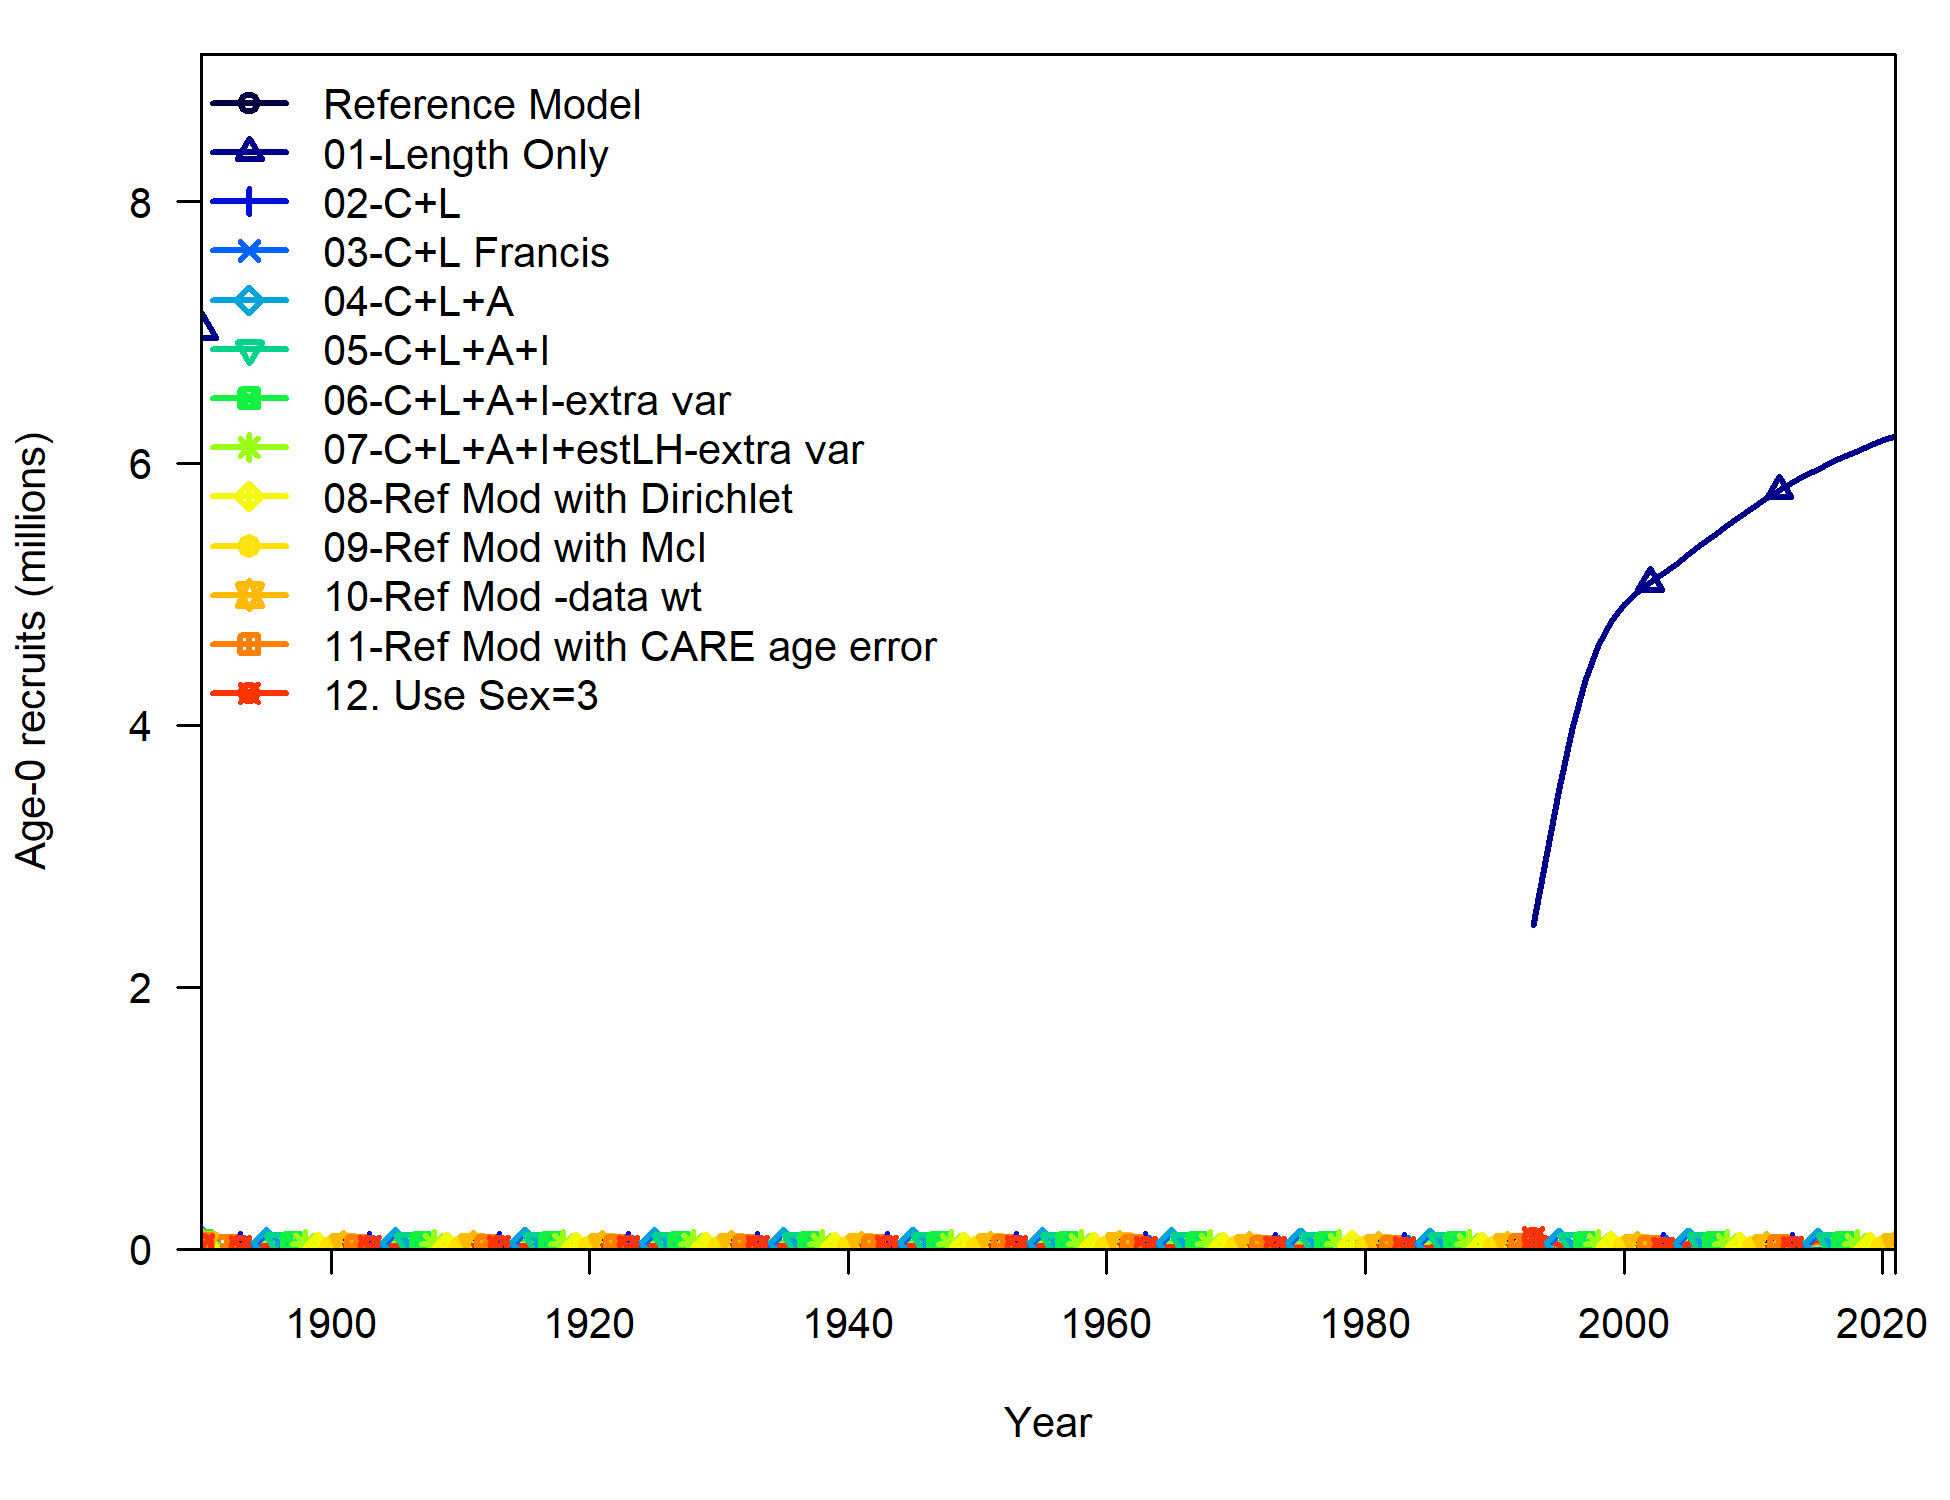 Reference Model
01-Length Only
02-C+L
03-C+L Francis
04-C+L+A
05-C+L+A+I
06-C+L+A+I-extra var
07-C+L+A+I+estLH-extra var
08-Ref Mod with Dirichlet
09-Ref Mod with McI
10-Ref Mod -data wt
11-Ref Mod with CARE age error
12. Use Sex=3
Age-0 recruits (millions)
8
6
4
2
0
1900 1920 1940 1960 1980 2000 2020
Year